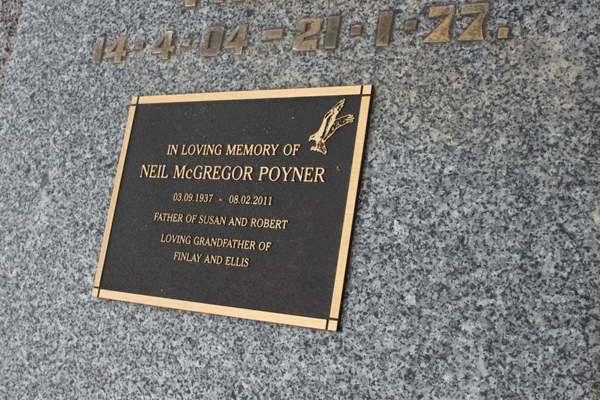 14·4·04 – 21·1·77.
IN LOVING MEMORY OF
NEIL McGREGOR POYNER
03.09.1937 - 08.02.2011
FATHER OF SUSAN AND ROBERT
LOVING GRANDFATHER OF
FINLAY AND ELLIS